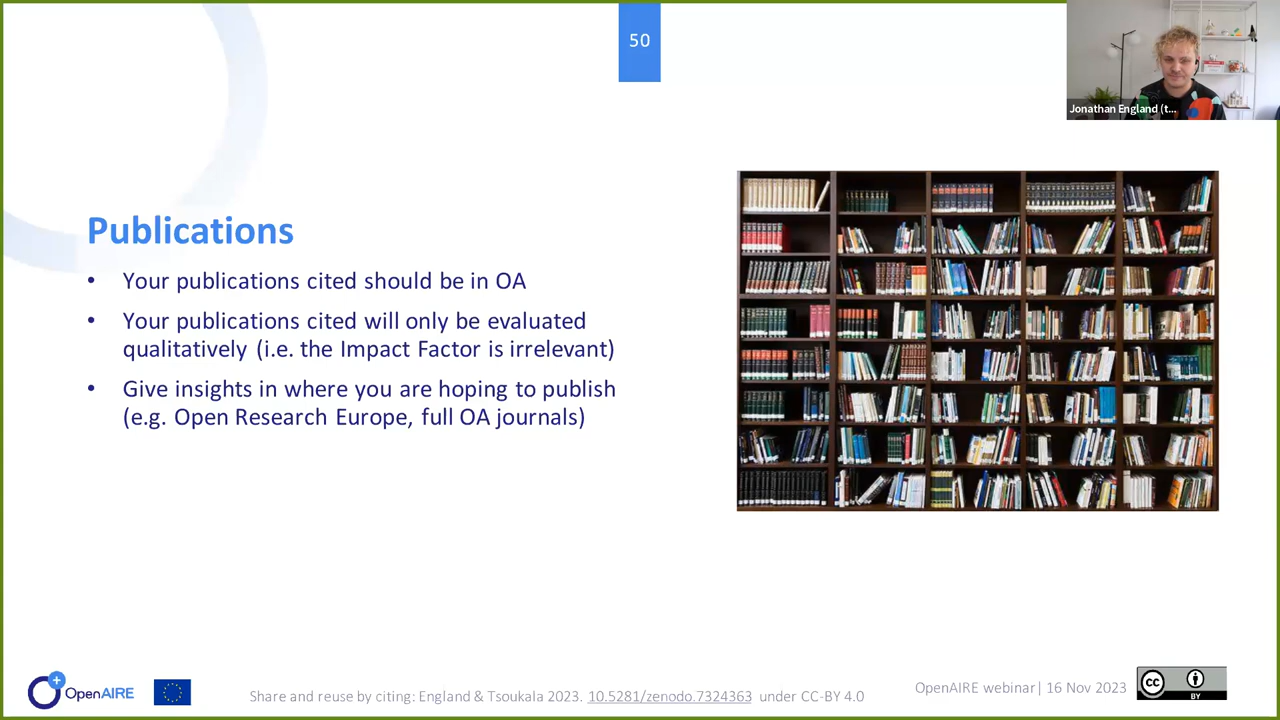 50
Jonathan England (t...
Publications
• Your publications cited should be in OA
• Your publications cited will only be evaluated
qualitatively (i.e. the Impact Factor is irrelevant)
• Give insights in where you are hoping to publish
(e.g. Open Research Europe, full OA journals)
OpenAIRE
Share and reuse by citing: England & Tsoukala 2023. 10.5281/zenodo.7324363 under CC-BY 4.0
OpenAIRE webinar| 16 Nov 2023
cc
BY